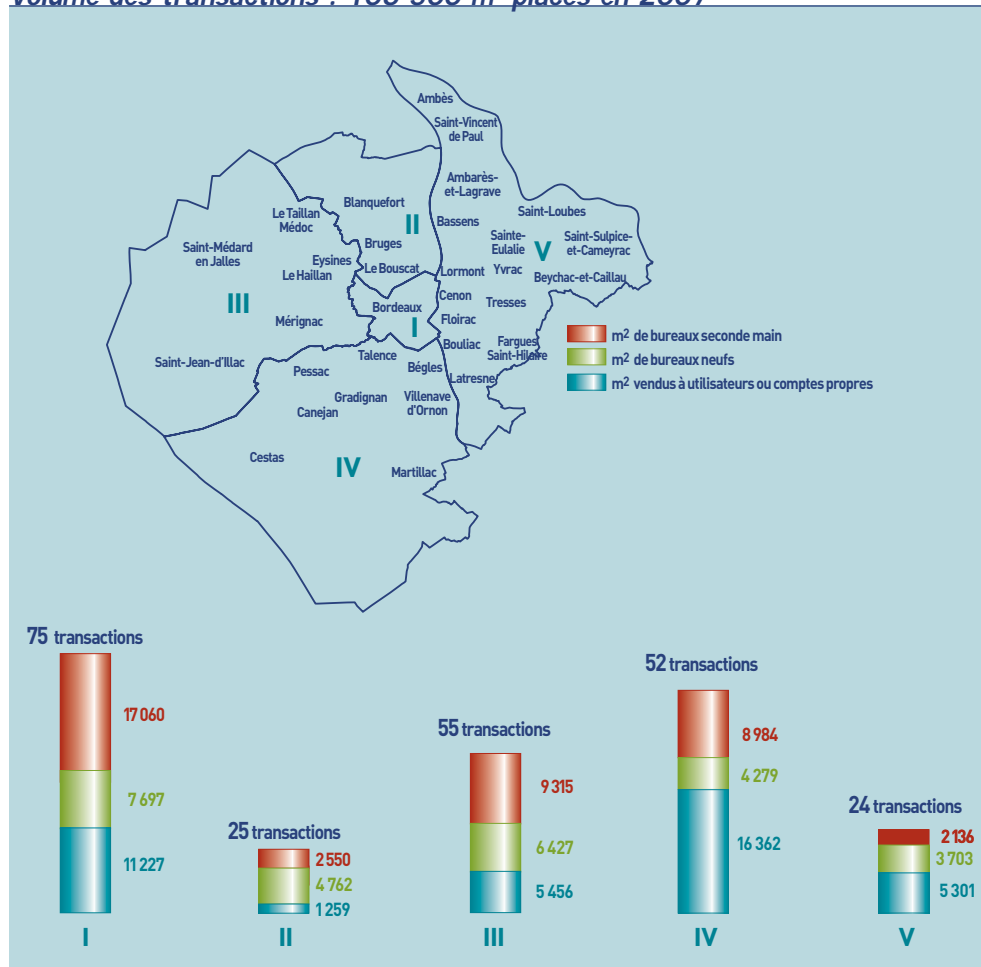 Ambès
Saint-Vincent
de Paul
Ambarès-
et-Lagrave
Blanquefort
II
Bassens
Saint-Loubes
Le Taillan
Médoc
Sainte-
Eulalie
V
Saint-Sulpice-
et-Cameyrac
Saint-Médard
en Jalles
Bruges
Eysines
Le Bouscat
Le Haillan
Lormont
Yvrac
Beychac-et-Caillau
III
Bordeaux
I
Cenon
Tresses
Mérignac
Floirac
Bouliac
Fargues
Saint-Hilaire
Saint-Jean-d'Illac
Talence
Pessac
Bégles
Latresne
Gradignan
Villenave
d'Ornon
Canejan
Cestas
IV
Martillac
m2 de bureaux seconde main
m2 de bureaux neufs
m2 vendus à utilisateurs ou comptes propres
75 transactions
17 060
7 697
11 227
I
25 transactions
2 550
4 762
1 259
II
55 transactions
9 315
6 427
5 456
III
52 transactions
8 984
4 279
16 362
IV
24 transactions
2 136
3 703
5 301
V